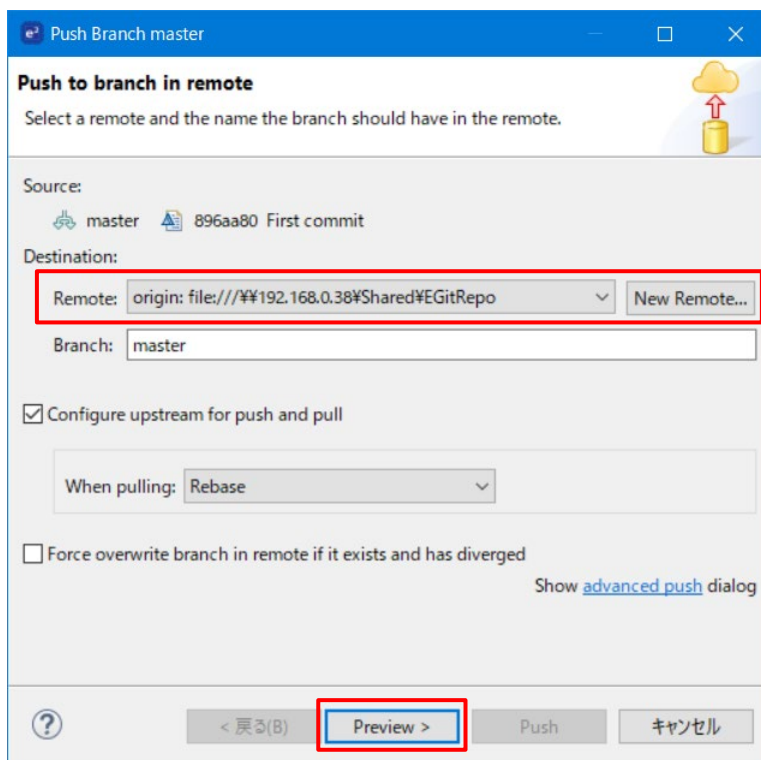 e² Push Branch master
Push to branch in remote
Select a remote and the name the branch should have in the remote.
Source:
master 896aa80 First commit
Destination:
Remote: origin: file:///¥¥192.168.0.38¥Shared¥EGitRepo New Remote...
Branch: master
Configure upstream for push and pull
When pulling: Rebase
Force overwrite branch in remote if it exists and has diverged
Show advanced push dialog
? < 戻る(B) Preview > Push キャンセル